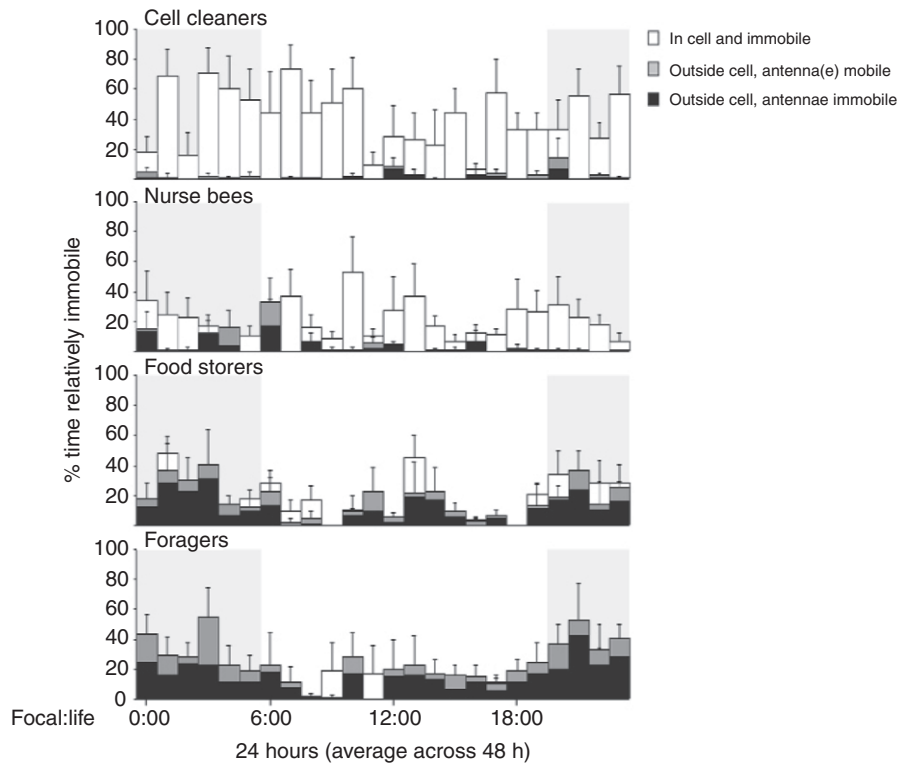 Cell cleaners
100
80
60
40
20
In cell and immobile
Outside cell, antenna(e) mobile
Outside cell, antennae immobile
Nurse bees
100
80
60
40
20
Food storers
100
80
60
40
20
Foragers
100
80
60
40
20
0
% time relatively immobile
Focal:life 0:00 6:00 12:00 18:00
24 hours (average across 48 h)